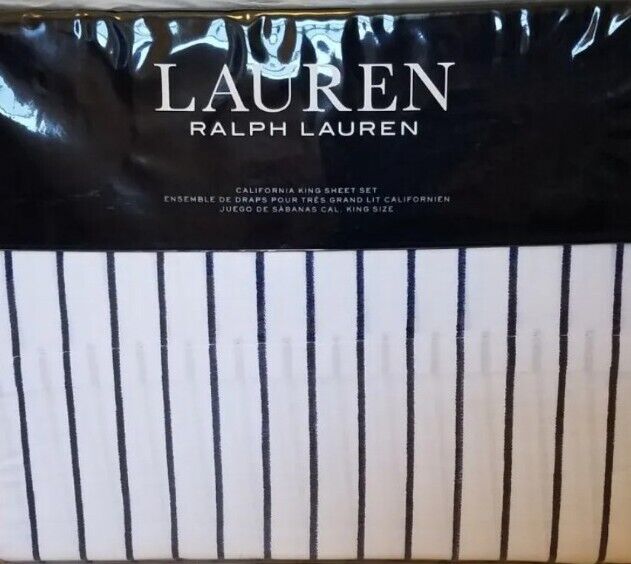 LAUREN
RALPH LAUREN
CALIFORNIA KING SHEET SET
ENSEMBLE DE DRAPS POUR TRÈS GRAND LIT CALIFORNIEN
JUEGO DE SÁBANAS CAL. KING SIZE